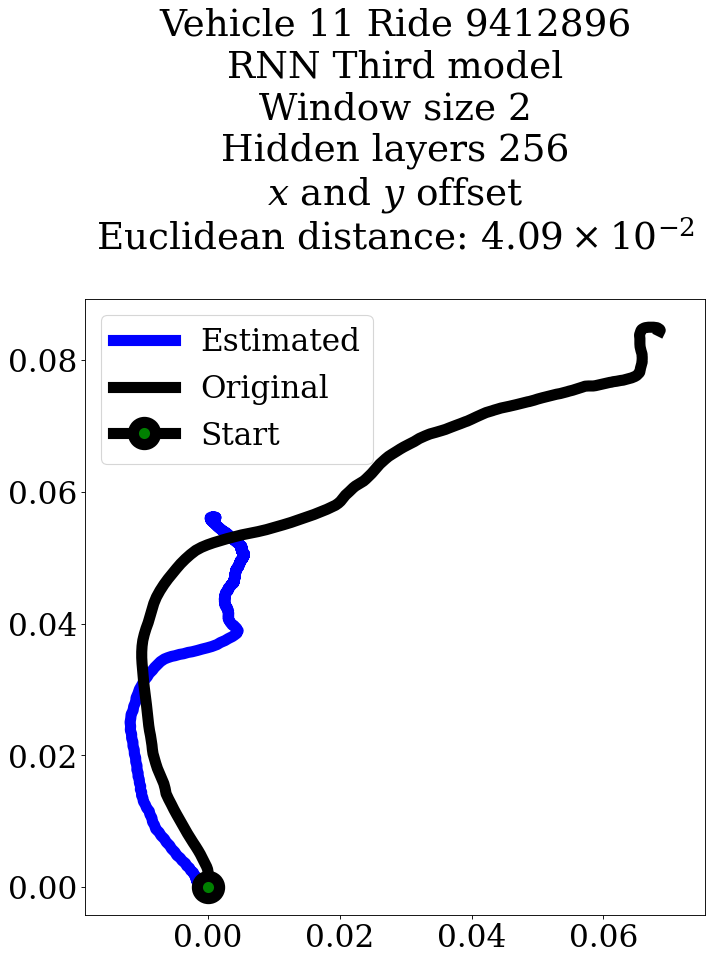 Vehicle 11 Ride 9412896
RNN Third model
Window size 2
Hidden layers 256
x and y offset
Euclidean distance: 4.09 × 10⁻²
Estimated
Original
Start
0.08
0.06
0.04
0.02
0.00
0.00 0.02 0.04 0.06